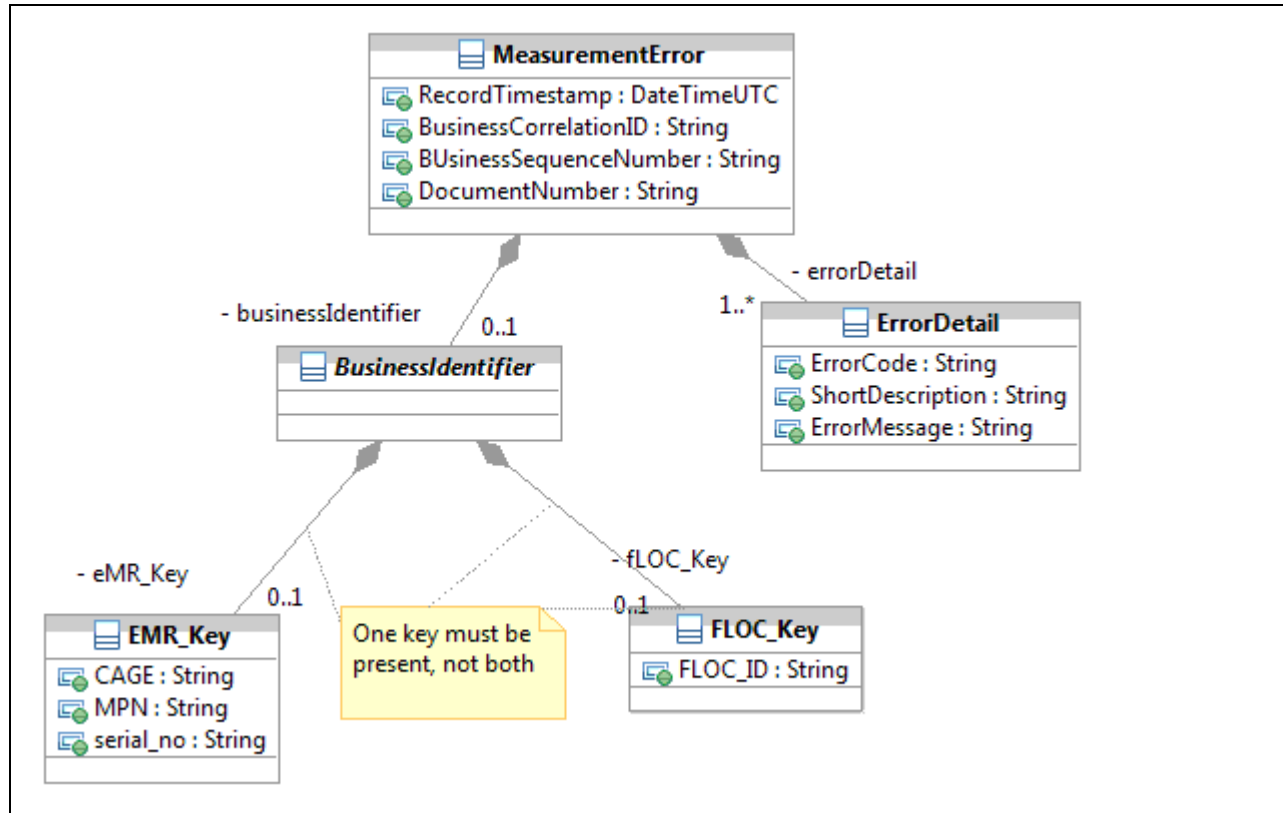 MeasurementError
RecordTimestamp : DateTimeUTC
BusinessCorrelationID : String
BUsinessSequenceNumber : String
DocumentNumber : String
- errorDetail
1..*
- businessIdentifier
0..1
ErrorDetail
ErrorCode : String
ShortDescription : String
ErrorMessage : String
BusinessIdentifier
- eMR_Key
0..1
- fLOC_Key
0..1
EMR_Key
CAGE : String
MPN : String
serial_no : String
One key must be
present, not both
FLOC_Key
FLOC_ID : String